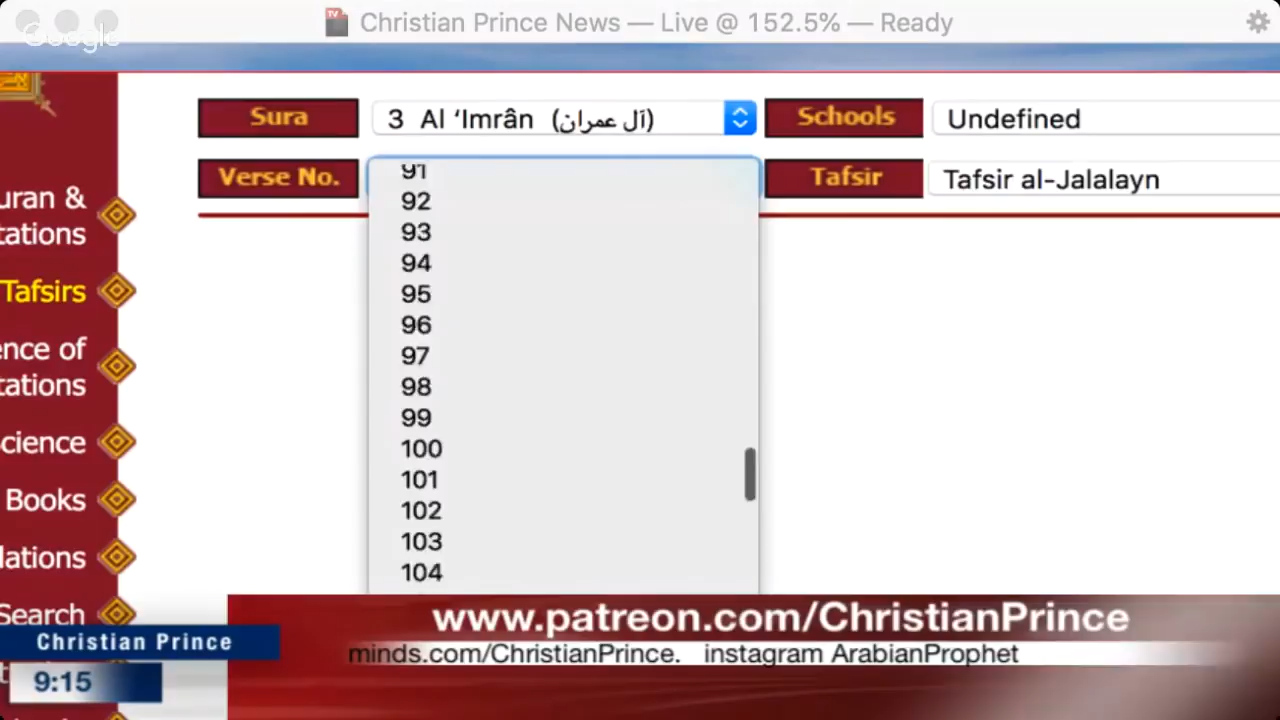 Christian Prince News — Live @ 152.5% — Ready
Google
Sura
3 Al ‘Imrân (آل عمران)
Schools
Undefined
Verse No.
Tafsir
Tafsir al-Jalalayn
91
92
93
94
95
96
97
98
99
100
101
102
103
104
uran &
tations
Tafsirs
ence of
tations
cience
Books
lations
Search
www.patreon.com/ChristianPrince
Christian Prince
minds.com/ChristianPrince. instagram ArabianProphet
9:15